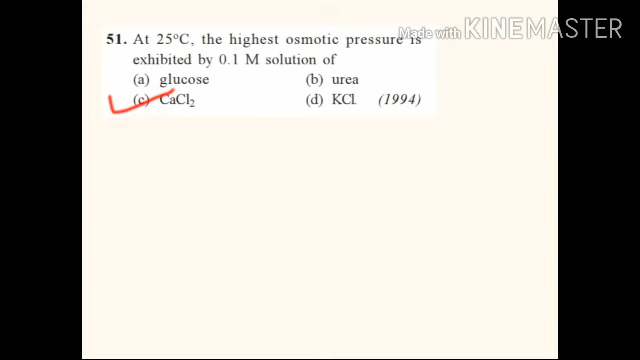 Made with KINEMASTER
51. At 25°C, the highest osmotic pressure is
exhibited by 0.1 M solution of
(a) glucose (b) urea
(c) CaCl₂ (d) KCl. (1994)